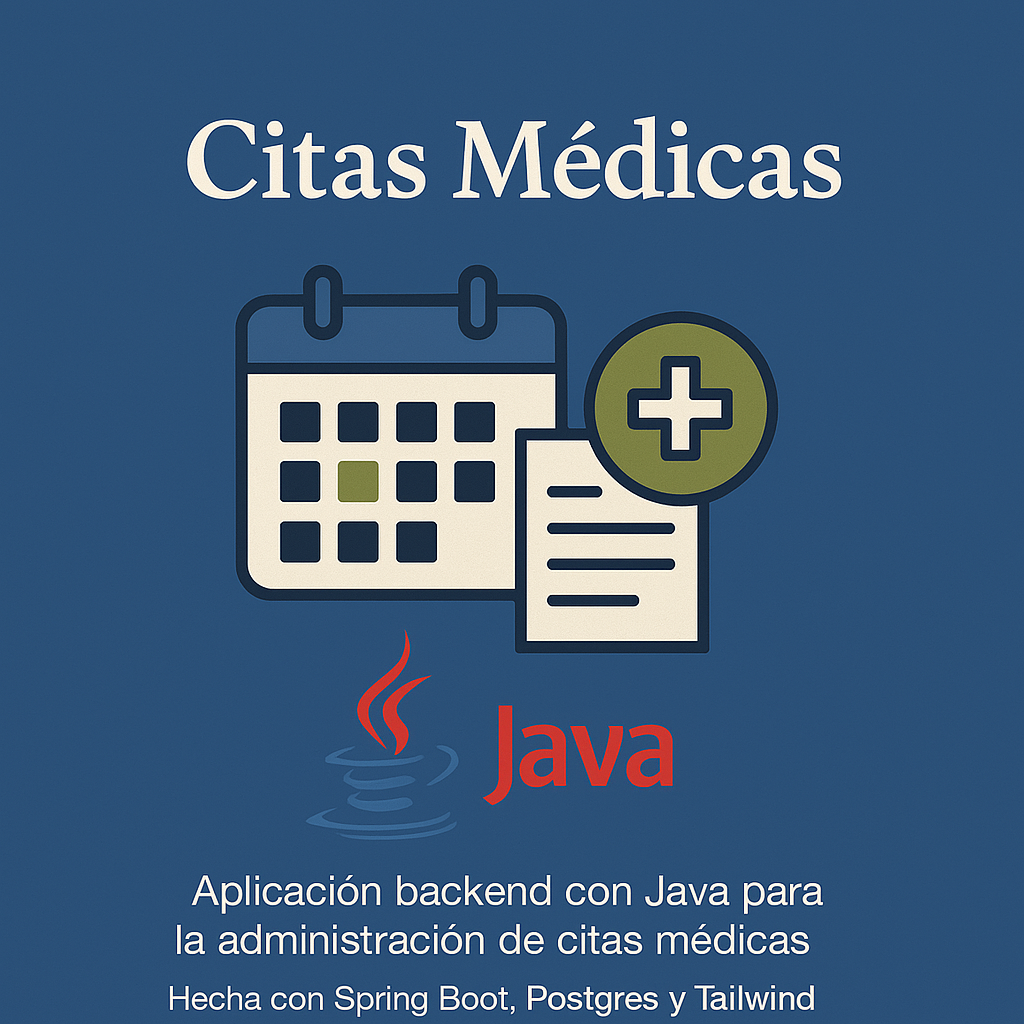 Citas Médicas
Java
Aplicación backend con Java para
la administración de citas médicas
Hecha con Spring Boot, Postgres y Tailwind